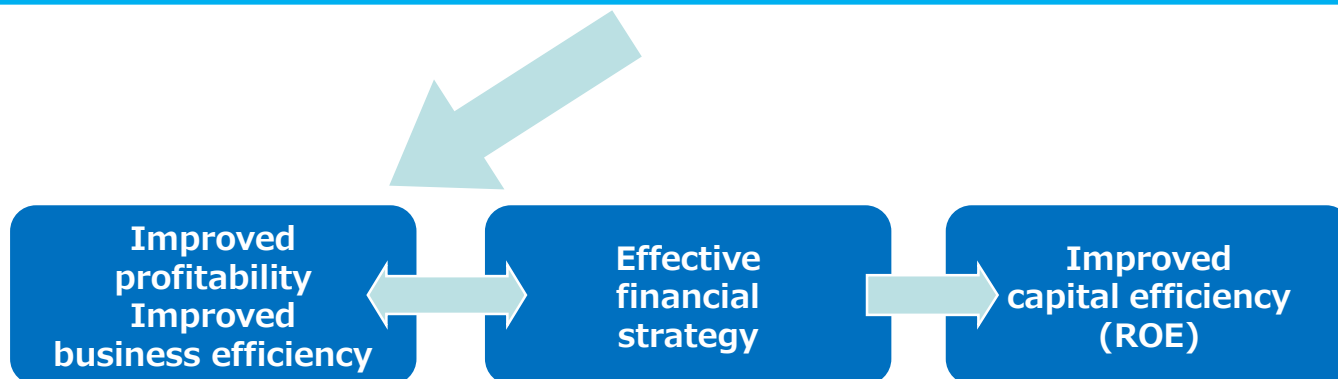 Improved
profitability
Improved
business efficiency
Effective
financial
strategy
Improved
capital efficiency
(ROE)